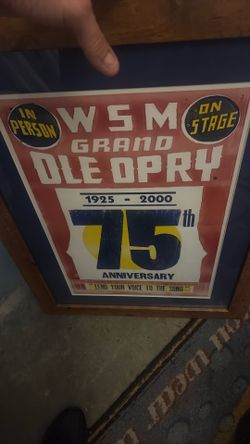 IN
PERSON
WSM
ON
STAGE
GRAND
OLE OPRY
1925 - 2000
75th
ANNIVERSARY
"LEND YOUR VOICE TO THE SONG"